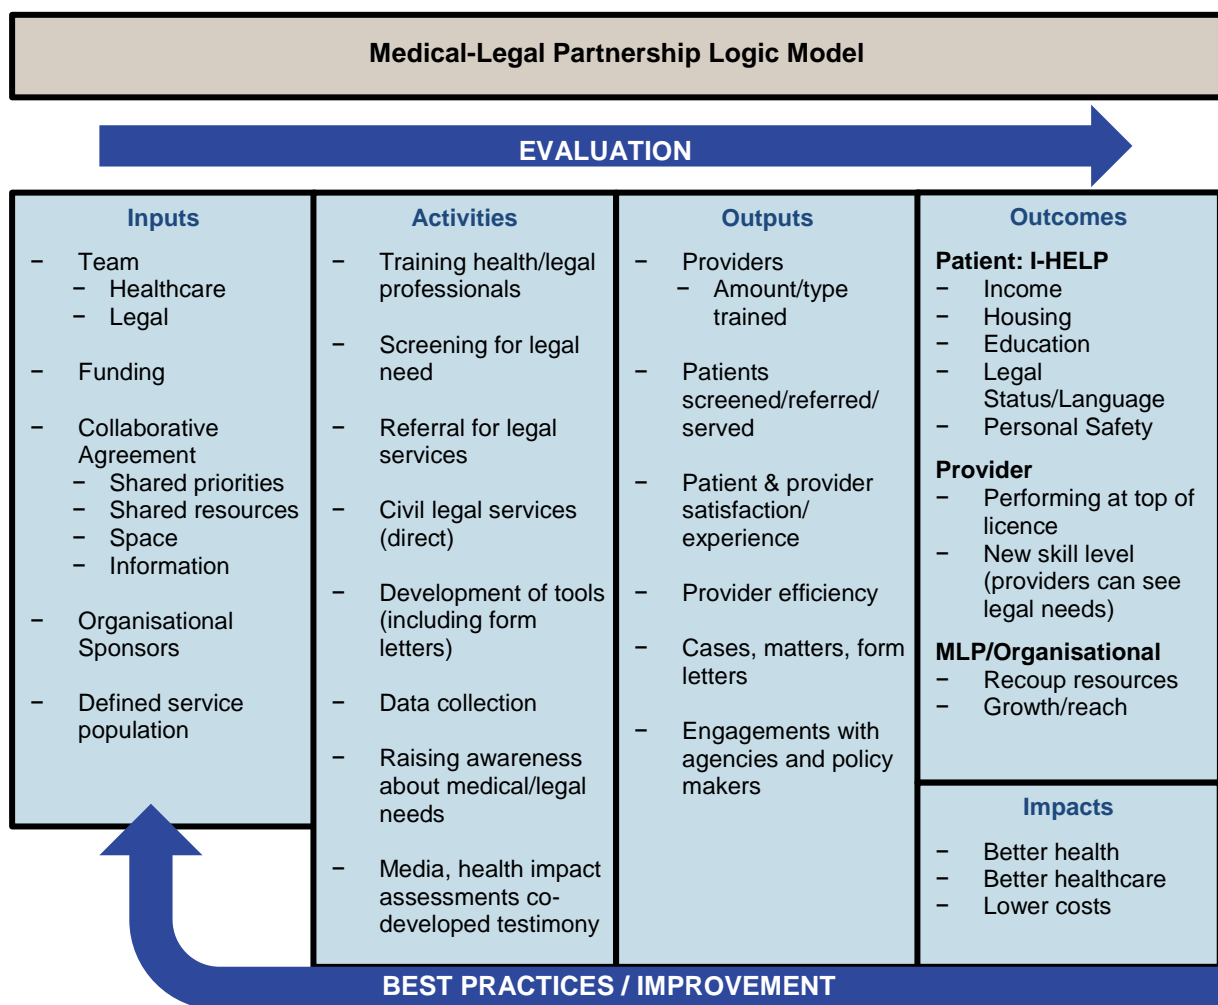 Medical-Legal Partnership Logic Model
EVALUATION
Inputs
− Team
− Healthcare
− Legal
− Funding
− Collaborative
Agreement
− Shared priorities
− Shared resources
− Space
− Information
− Organisational
Sponsors
− Defined service
population
Activities
− Training health/legal
professionals
− Screening for legal
need
− Referral for legal
services
− Civil legal services
(direct)
− Development of tools
(including form
letters)
− Data collection
− Raising awareness
about medical/legal
needs
− Media, health impact
assessments co-
developed testimony
Outputs
− Providers
− Amount/type
trained
− Patients
screened/referred/
served
− Patient & provider
satisfaction/
experience
− Provider efficiency
− Cases, matters, form
letters
− Engagements with
agencies and policy
makers
Outcomes
Patient: I-HELP
− Income
− Housing
− Education
− Legal
Status/Language
− Personal Safety
Provider
− Performing at top of
licence
− New skill level
(providers can see
legal needs)
MLP/Organisational
− Recoup resources
− Growth/reach
Impacts
− Better health
− Better healthcare
− Lower costs
BEST PRACTICES / IMPROVEMENT